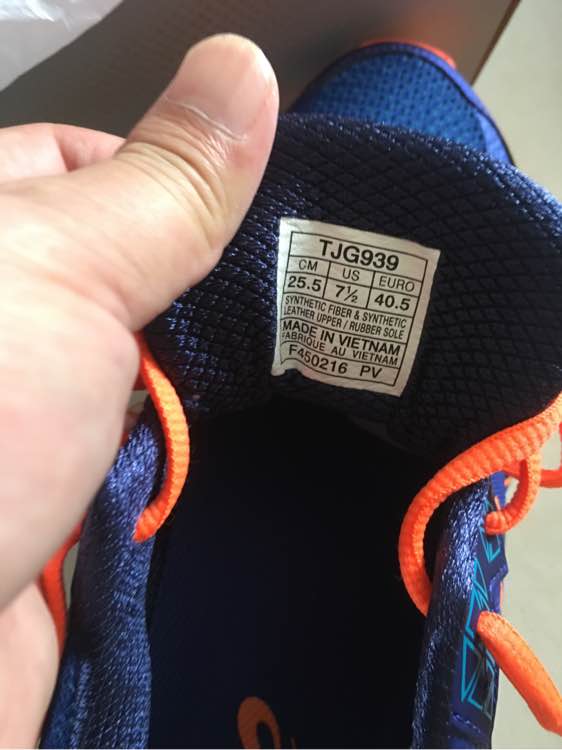 TJG939
CM US EURO
25.5 7½ 40.5
SYNTHETIC FIBER & SYNTHETIC
LEATHER UPPER / RUBBER SOLE
MADE IN VIETNAM
FABRIQUE AU VIETNAM
F450216 PV